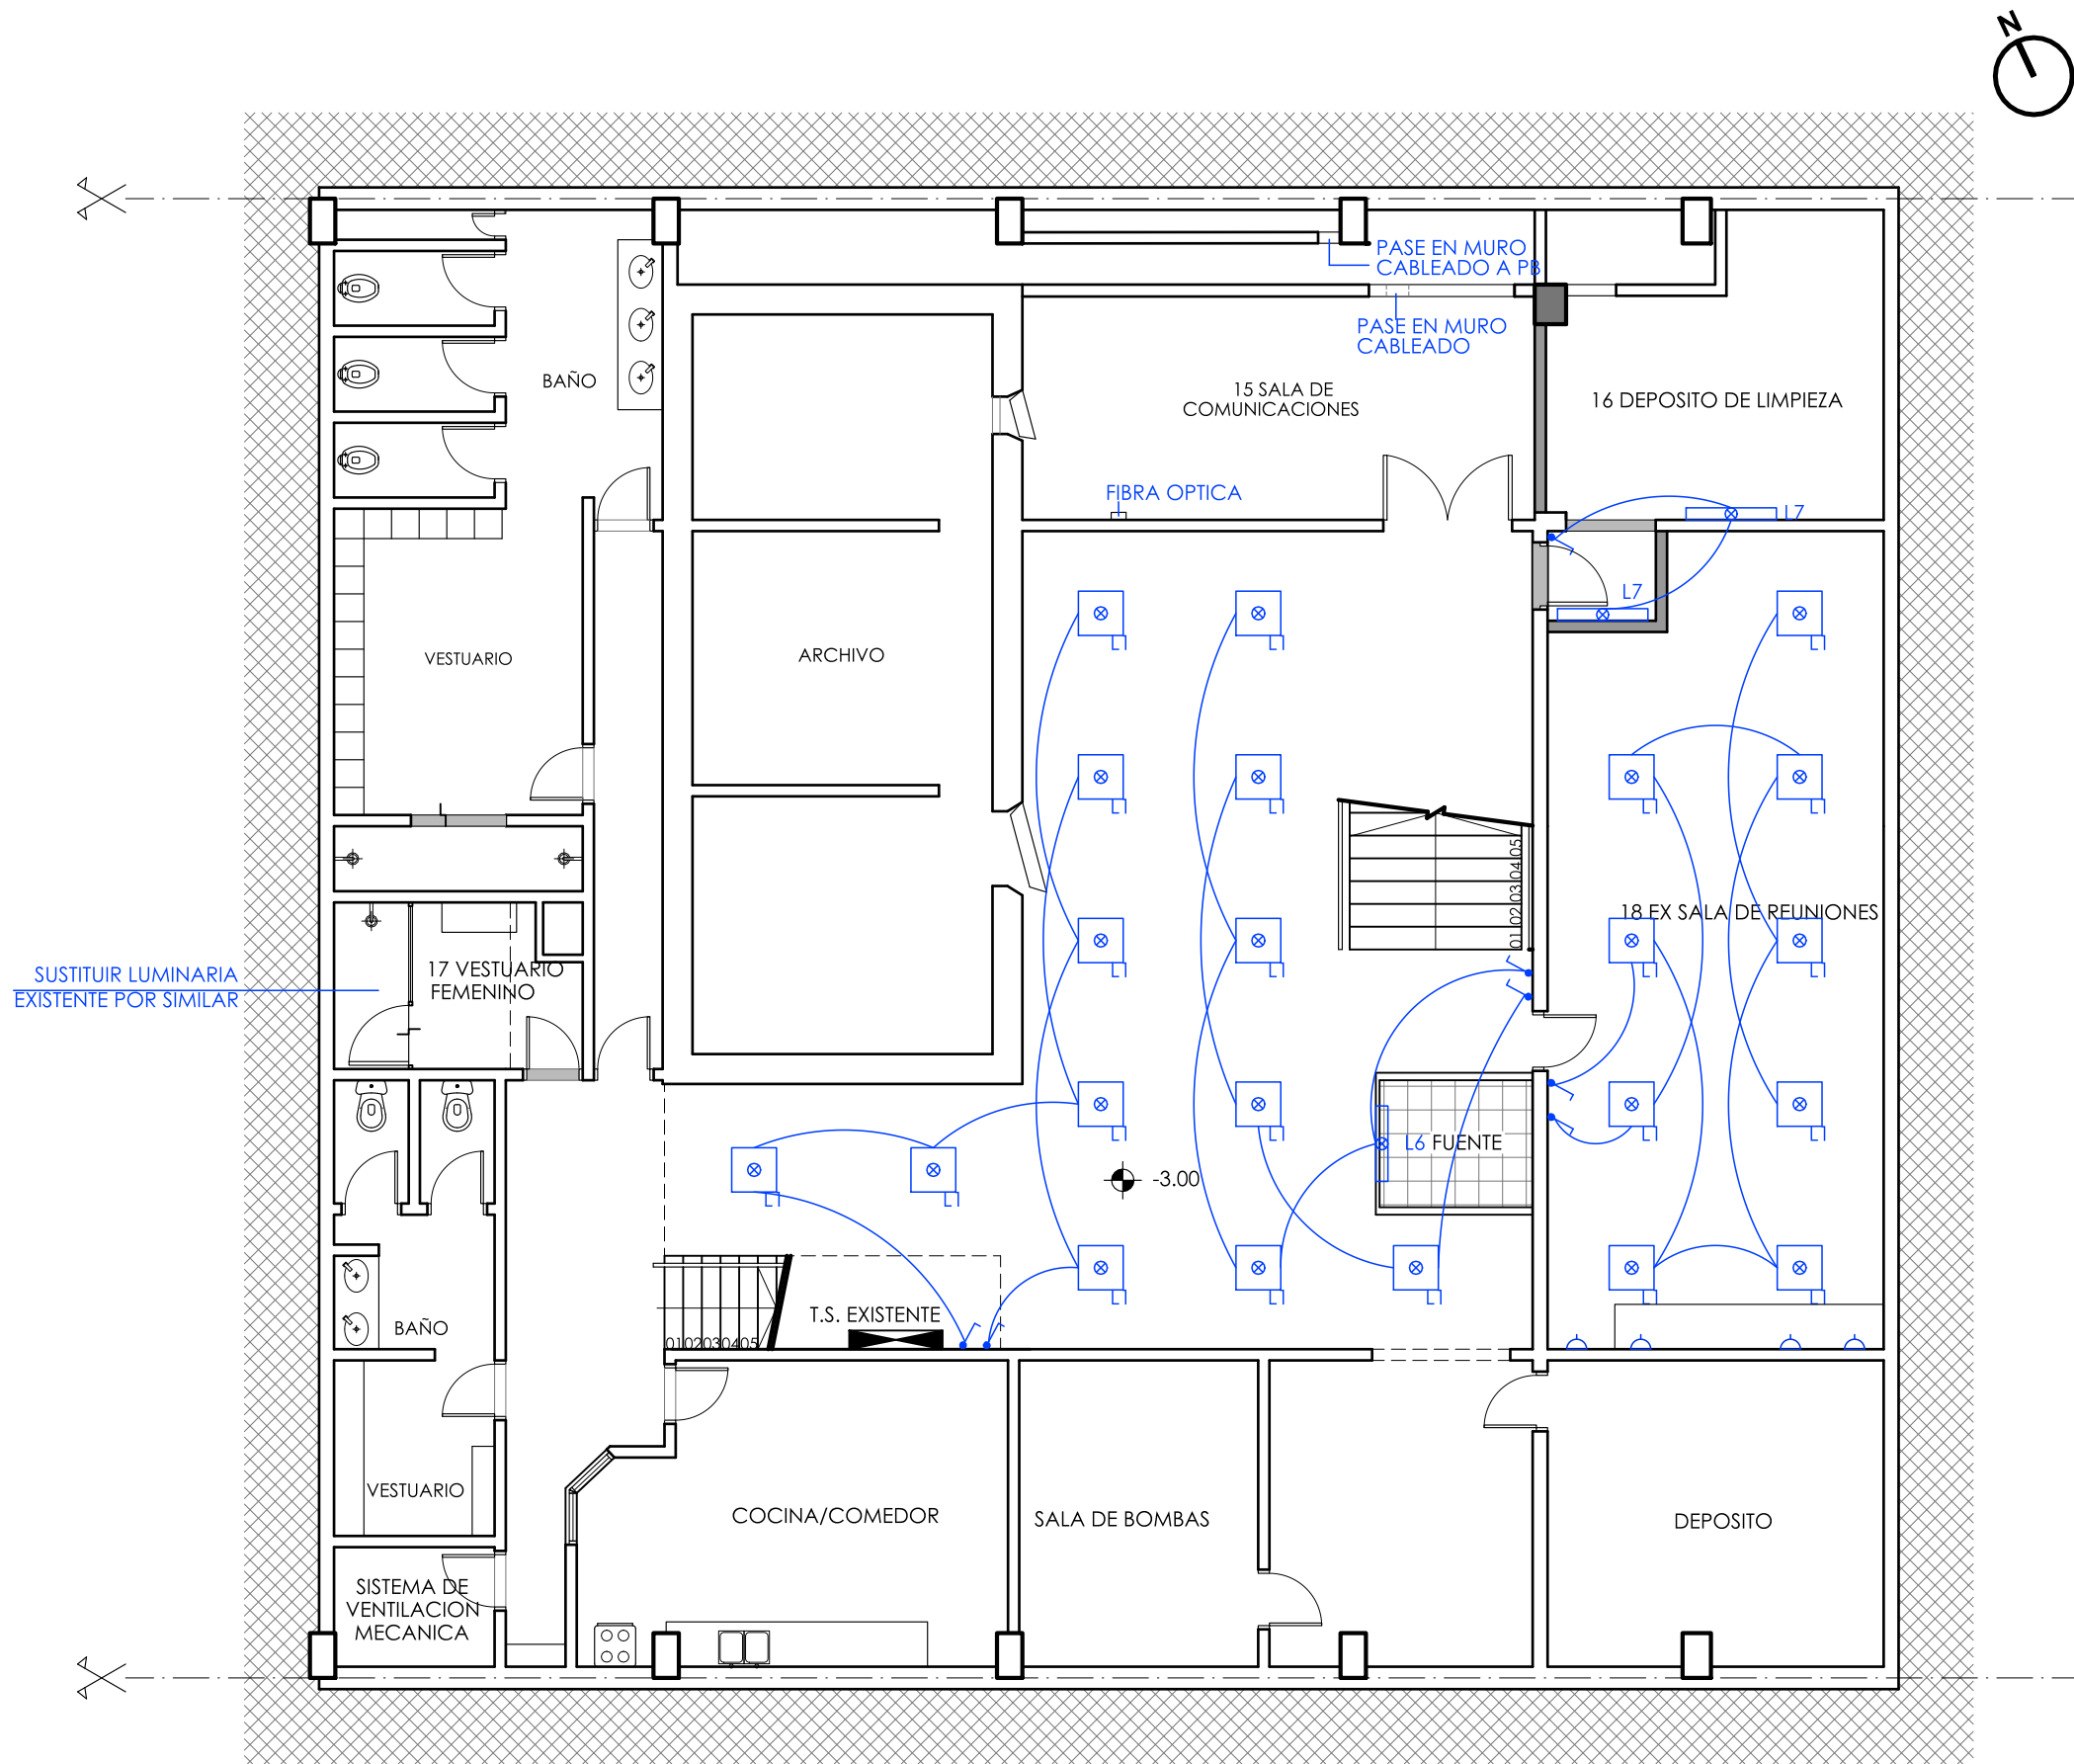 N
PASE EN MURO
CABLEADO A PB
PASE EN MURO
CABLEADO
BAÑO
15 SALA DE
COMUNICACIONES
16 DEPOSITO DE LIMPIEZA
FIBRA OPTICA
L7
L7
VESTUARIO
ARCHIVO
01 02 03 04 05
18 EX SALA DE REUNIONES
17 VESTUARIO
FEMENINO
SUSTITUIR LUMINARIA
EXISTENTE POR SIMILAR
L6 FUENTE
-3.00
T.S. EXISTENTE
BAÑO
01 02 03 04 05
VESTUARIO
COCINA/COMEDOR
SALA DE BOMBAS
DEPOSITO
SISTEMA DE
VENTILACION
MECANICA